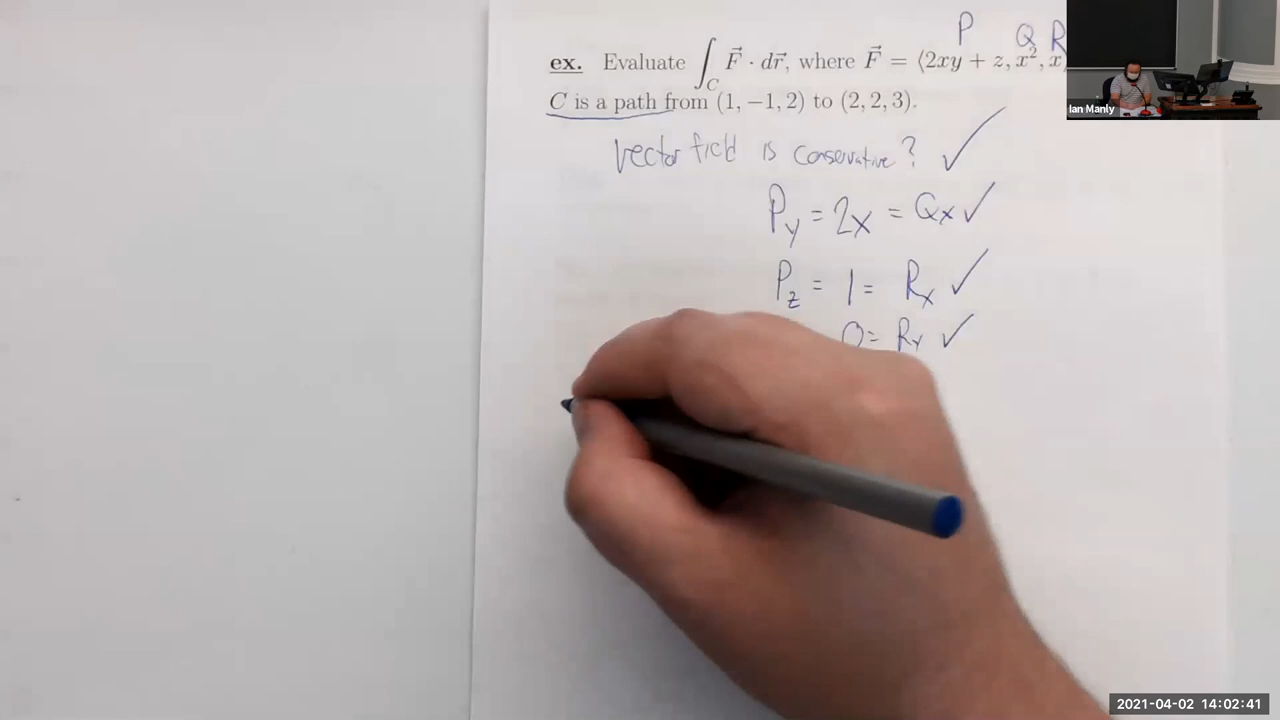 ex. Evaluate ∫_C F⃗ · dr⃗, where F⃗ = ⟨2xy + z, x², x⟩
P Q R
C is a path from (1, −1, 2) to (2, 2, 3).
Vector field is conservative? ✓
P_y = 2x = Q_x ✓
P_z = 1 = R_x ✓
0 = R_y ✓
Ian Manly
2021-04-02 14:02:41